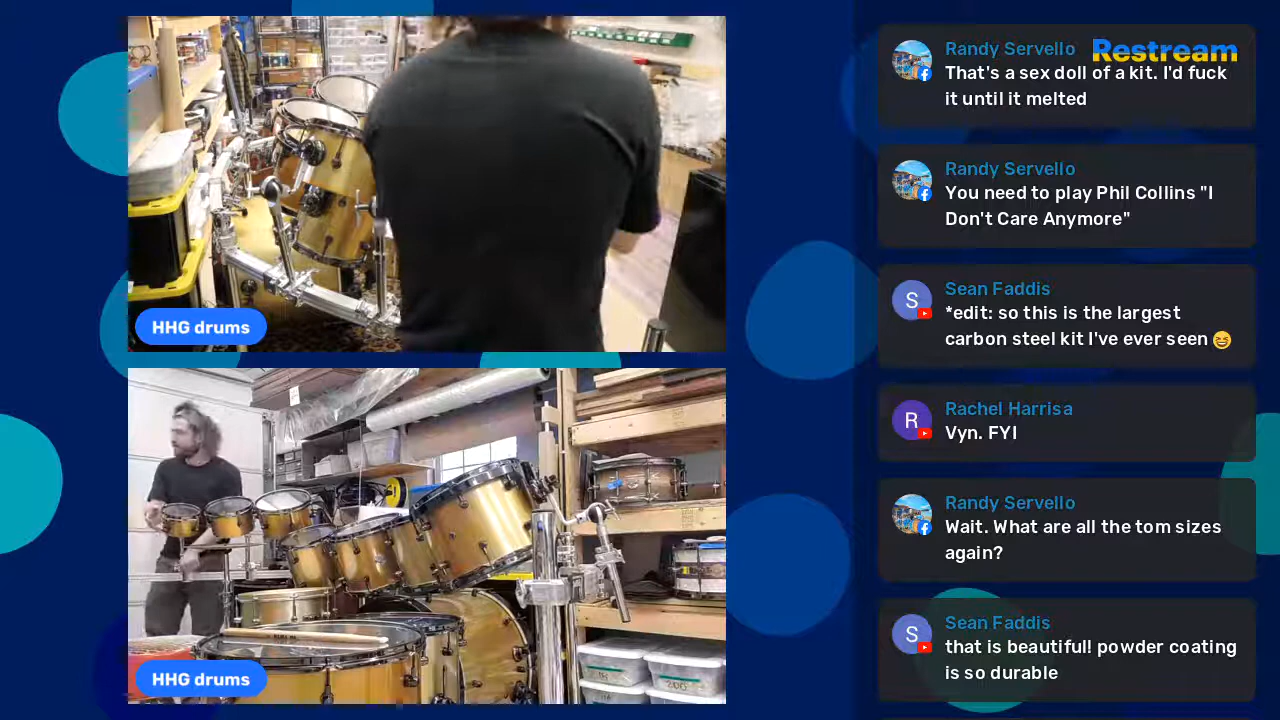 HHG drums
HHG drums
Restream
Randy Servello
That's a sex doll of a kit. I'd fuck
it until it melted
Randy Servello
You need to play Phil Collins "I
Don't Care Anymore"
Sean Faddis
*edit: so this is the largest
carbon steel kit I've ever seen 😆
Rachel Harrisa
Vyn. FYI
Randy Servello
Wait. What are all the tom sizes
again?
Sean Faddis
that is beautiful! powder coating
is so durable